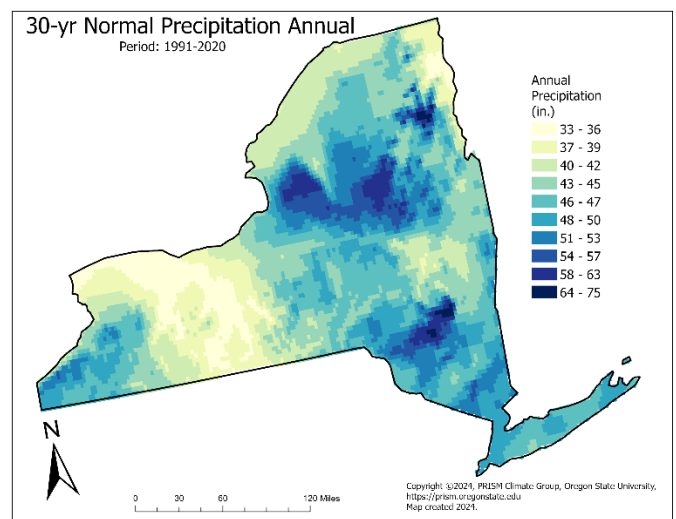 30-yr Normal Precipitation Annual
Period: 1991-2020
Annual
Precipitation
(in.)
33 - 36
37 - 39
40 - 42
43 - 45
46 - 47
48 - 50
51 - 53
54 - 57
58 - 63
64 - 75
N
0 30 60 120 Miles
Copyright ©2024, PRISM Climate Group, Oregon State University,
https://prism.oregonstate.edu
Map created 2024.